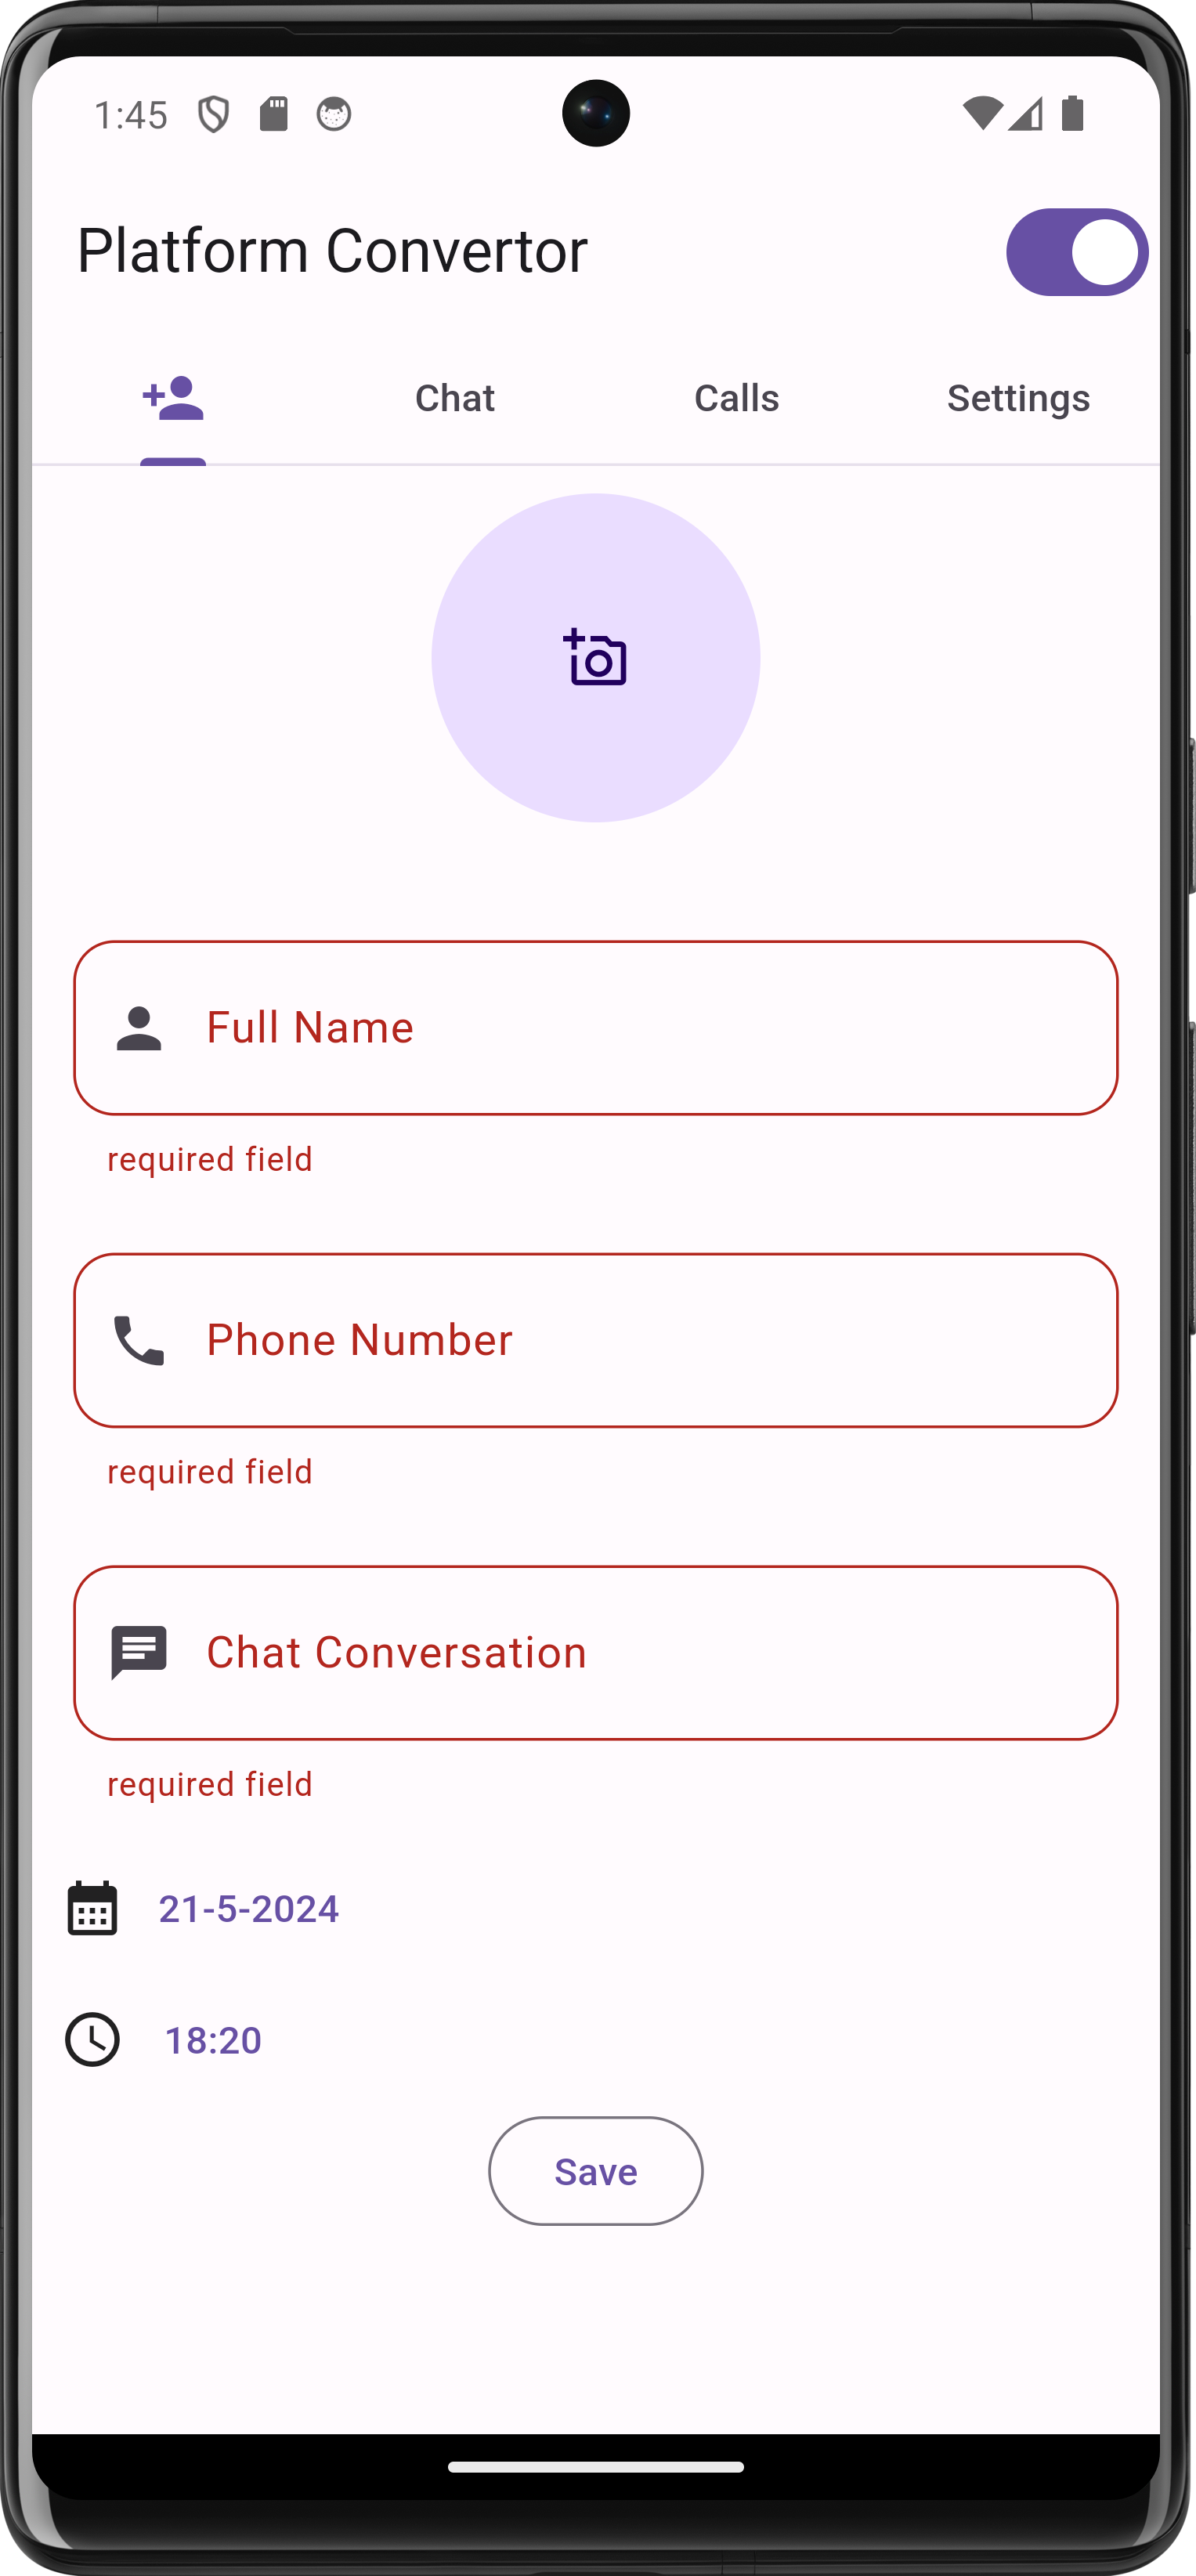 1:45
Platform Convertor
Chat Calls Settings
Full Name
required field
Phone Number
required field
Chat Conversation
required field
21-5-2024
18:20
Save